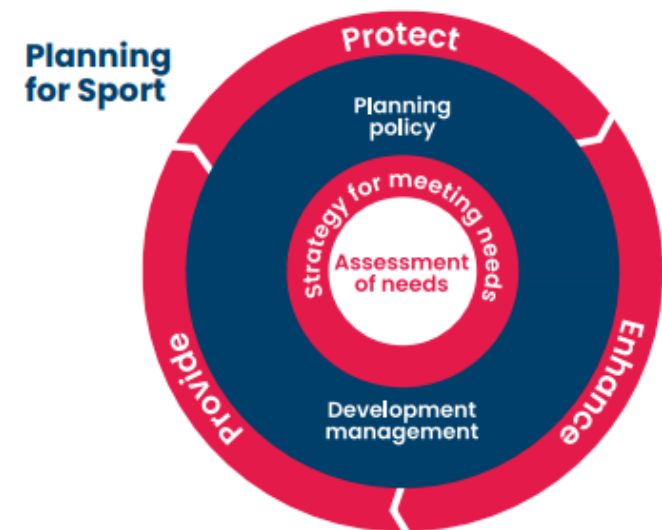 Planning
for Sport
Protect
Planning
policy
Strategy for meeting needs
Assessment
of needs
Development
management
Provide
Enhance